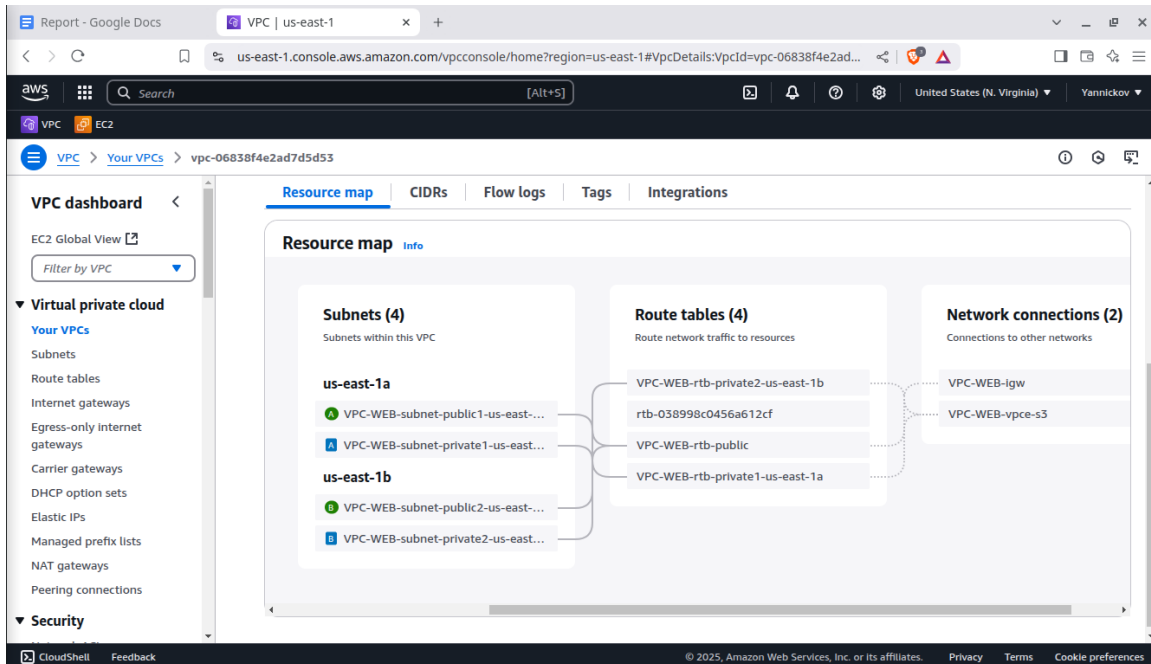 Report - Google Docs
VPC | us-east-1
us-east-1.console.aws.amazon.com/vpcconsole/home?region=us-east-1#VpcDetails:VpcId=vpc-06838f4e2ad...
aws
Search
[Alt+S]
United States (N. Virginia)
Yannickov
VPC
EC2
VPC > Your VPCs > vpc-06838f4e2ad7d5d53
VPC dashboard
EC2 Global View
Filter by VPC
Virtual private cloud
Your VPCs
Subnets
Route tables
Internet gateways
Egress-only internet
gateways
Carrier gateways
DHCP option sets
Elastic IPs
Managed prefix lists
NAT gateways
Peering connections
Security
Resource map
CIDRs
Flow logs
Tags
Integrations
Resource map Info
Subnets (4)
Subnets within this VPC
us-east-1a
A VPC-WEB-subnet-public1-us-east-...
A VPC-WEB-subnet-private1-us-east...
us-east-1b
B VPC-WEB-subnet-public2-us-east-...
B VPC-WEB-subnet-private2-us-east...
Route tables (4)
Route network traffic to resources
VPC-WEB-rtb-private2-us-east-1b
rtb-038998c0456a612cf
VPC-WEB-rtb-public
VPC-WEB-rtb-private1-us-east-1a
Network connections (2)
Connections to other networks
VPC-WEB-igw
VPC-WEB-vpce-s3
CloudShell
Feedback
© 2025, Amazon Web Services, Inc. or its affiliates.
Privacy
Terms
Cookie preferences